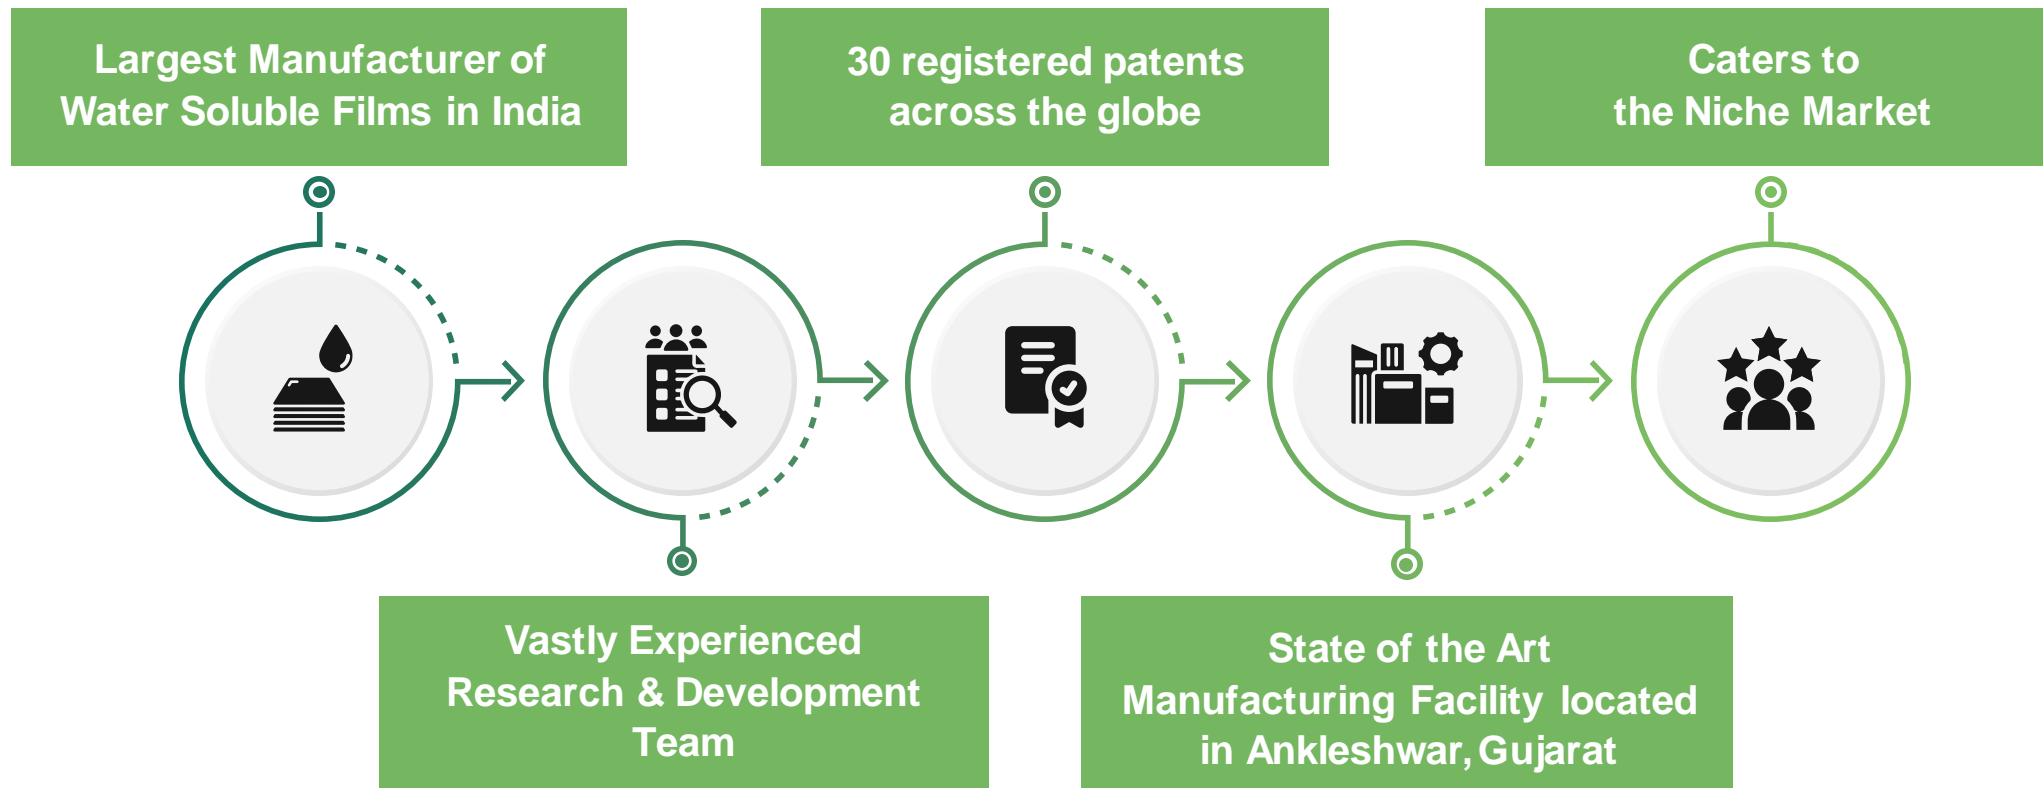 Largest Manufacturer of
Water Soluble Films in India
30 registered patents
across the globe
Caters to
the Niche Market
Vastly Experienced
Research & Development
Team
State of the Art
Manufacturing Facility located
in Ankleshwar, Gujarat